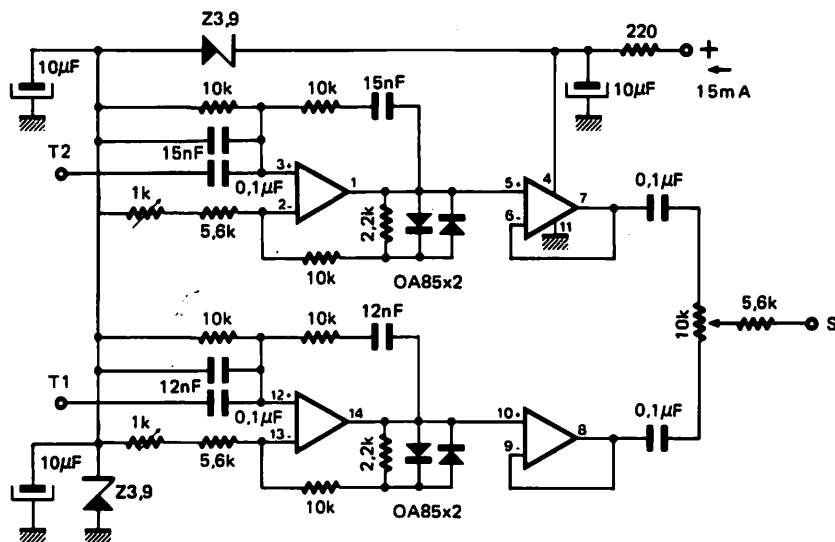 Z3,9
220
+
10µF
10k
10k
15nF
10µF
15mA
T2
15nF
0,1µF
3+
1
5+
4
7
0,1µF
1k
5,6k
2-
2,2k
6-
11
10k
OA85x2
10k
5,6k
S
10k
10k
12nF
T1
12nF
0,1µF
12+
14
10+
8
0,1µF
1k
5,6k
13-
2,2k
9-
10µF
Z3,9
10k
OA85x2